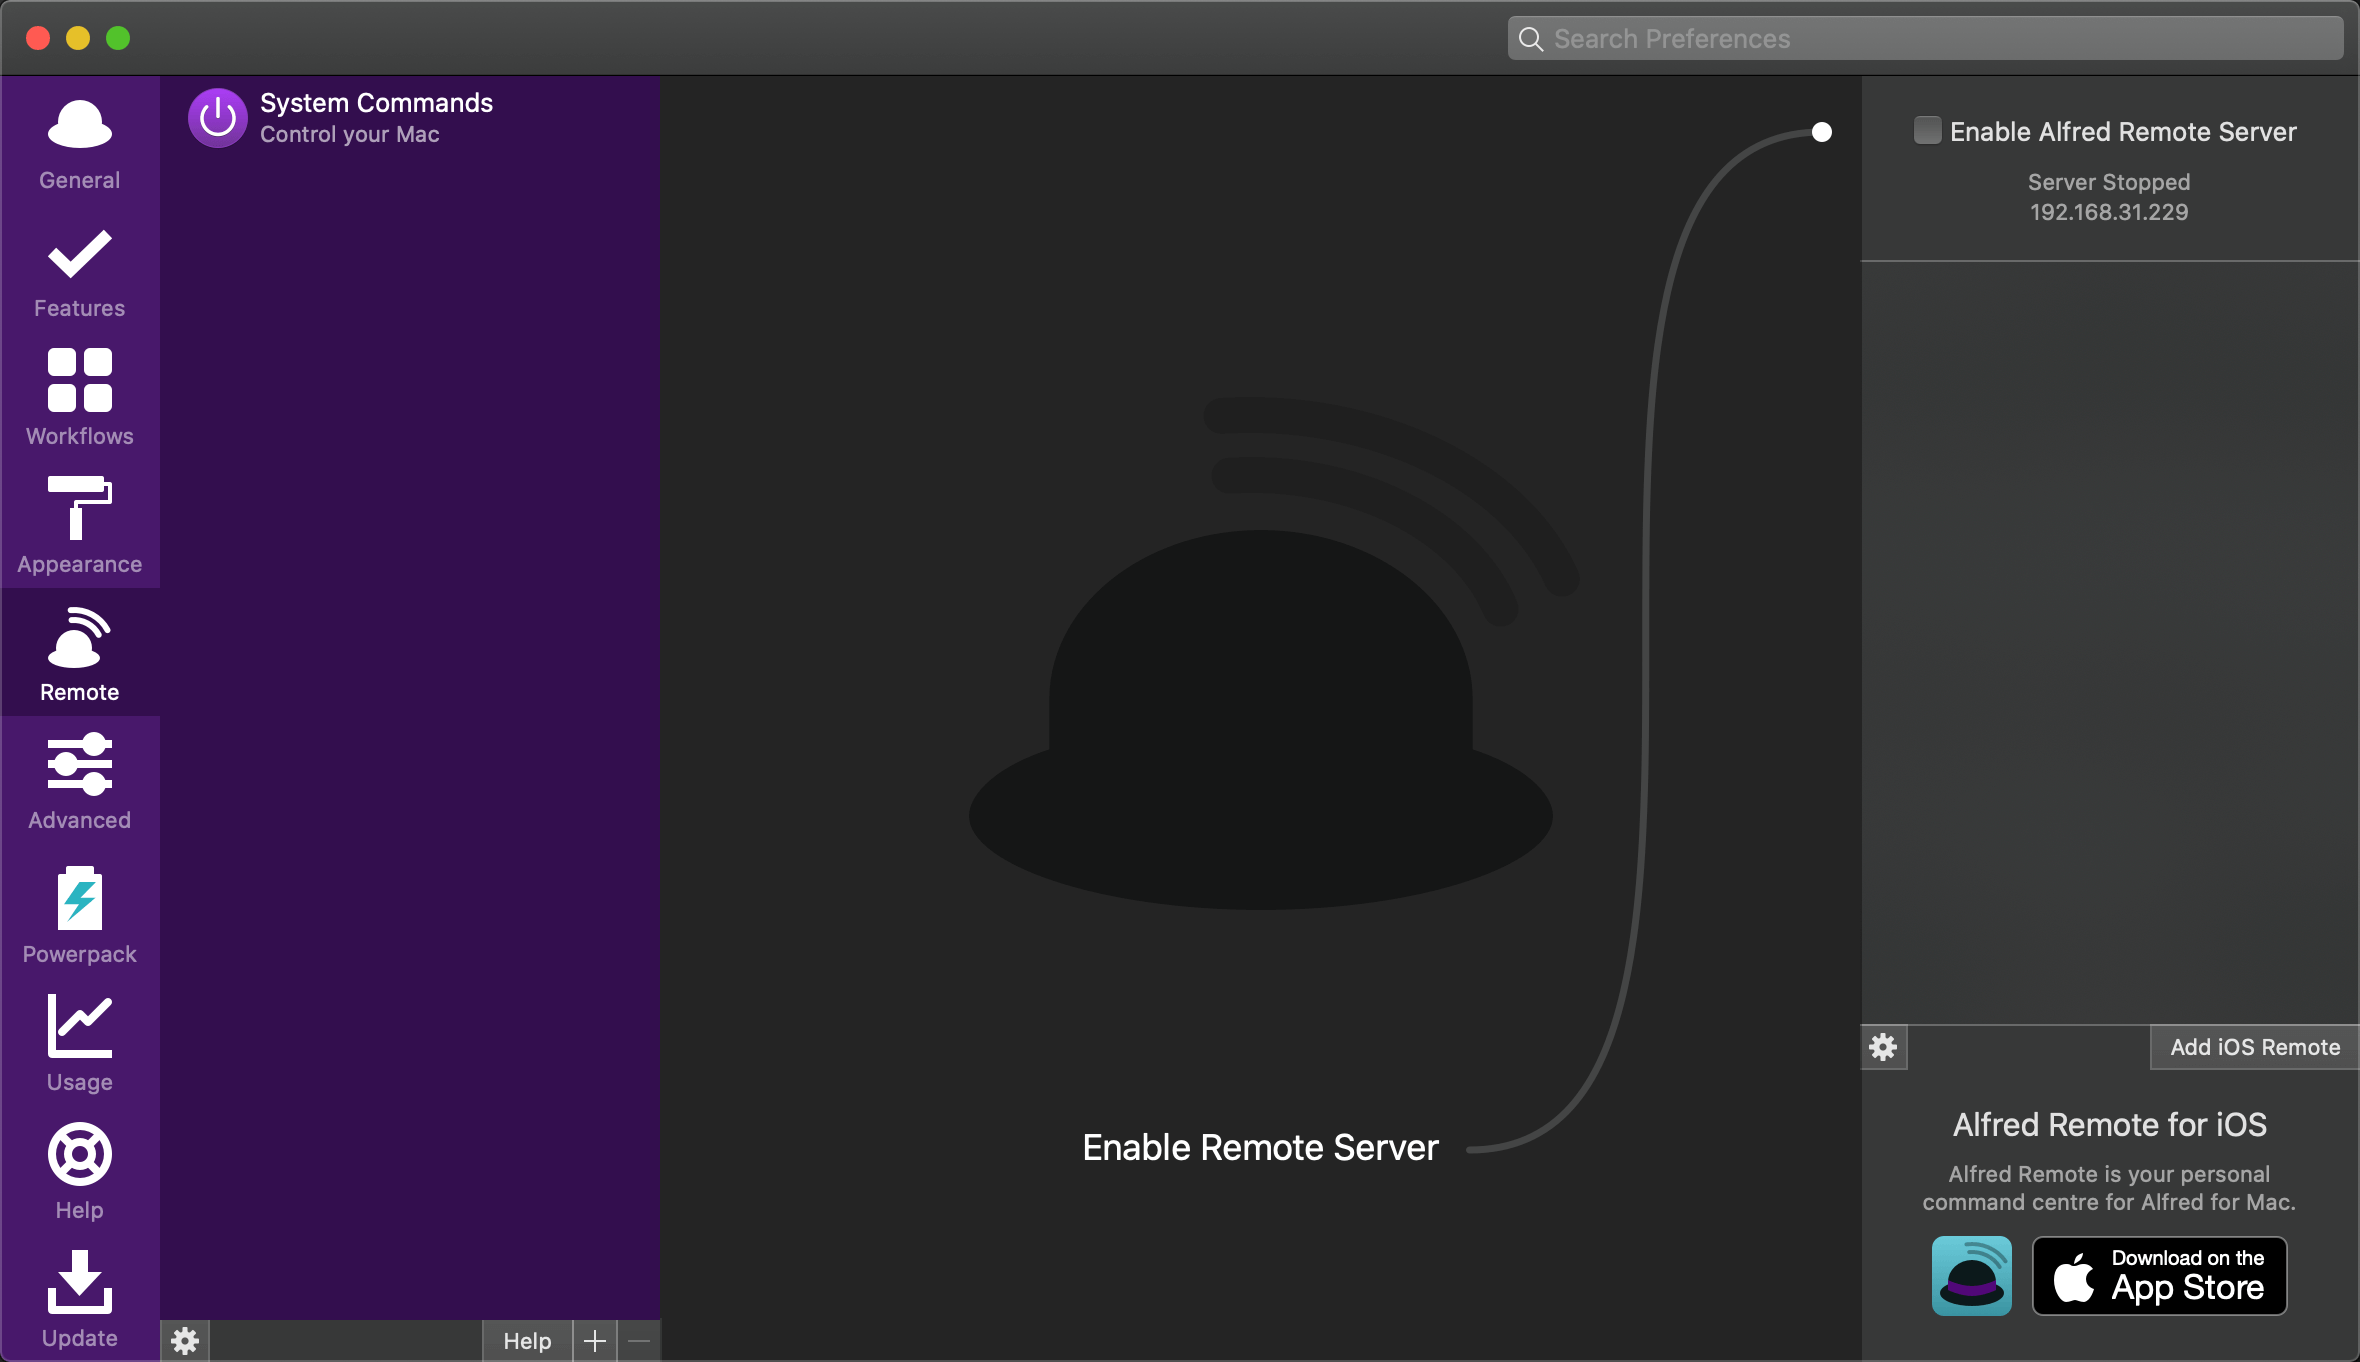 Search Preferences
General
Features
Workflows
Appearance
Remote
Advanced
Powerpack
Usage
Help
Update
System Commands
Control your Mac
Help
Enable Remote Server
Enable Alfred Remote Server
Server Stopped
192.168.31.229
Add iOS Remote
Alfred Remote for iOS
Alfred Remote is your personal
command centre for Alfred for Mac.
Download on the
App Store